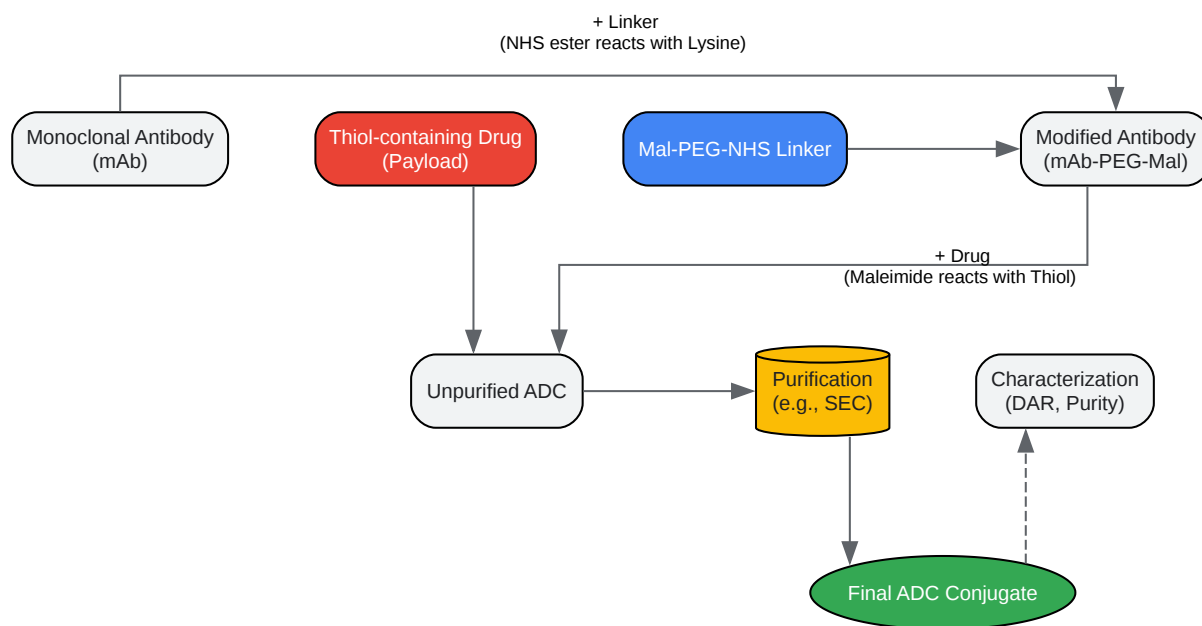 + Linker
(NHS ester reacts with Lysine)
Monoclonal Antibody
(mAb)
Thiol-containing Drug
(Payload)
Mal-PEG-NHS Linker
Modified Antibody
(mAb-PEG-Mal)
+ Drug
(Maleimide reacts with Thiol)
Unpurified ADC
Purification
(e.g., SEC)
Characterization
(DAR, Purity)
Final ADC Conjugate